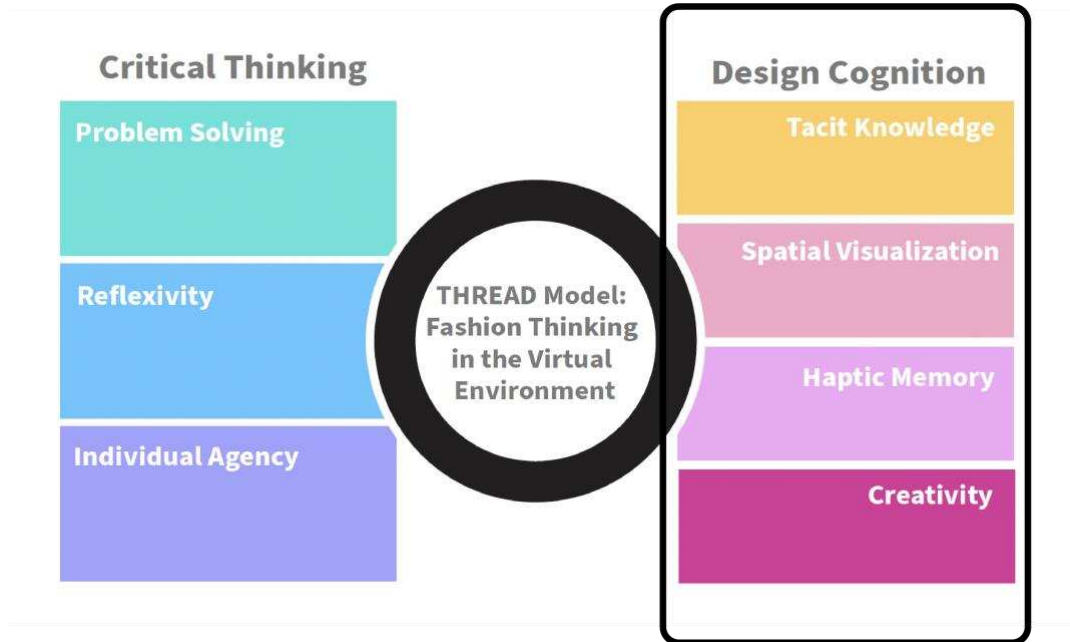 Critical Thinking
Problem Solving
Reflexivity
Individual Agency
THREAD Model:
Fashion Thinking
in the Virtual
Environment
Design Cognition
Tacit Knowledge
Spatial Visualization
Haptic Memory
Creativity